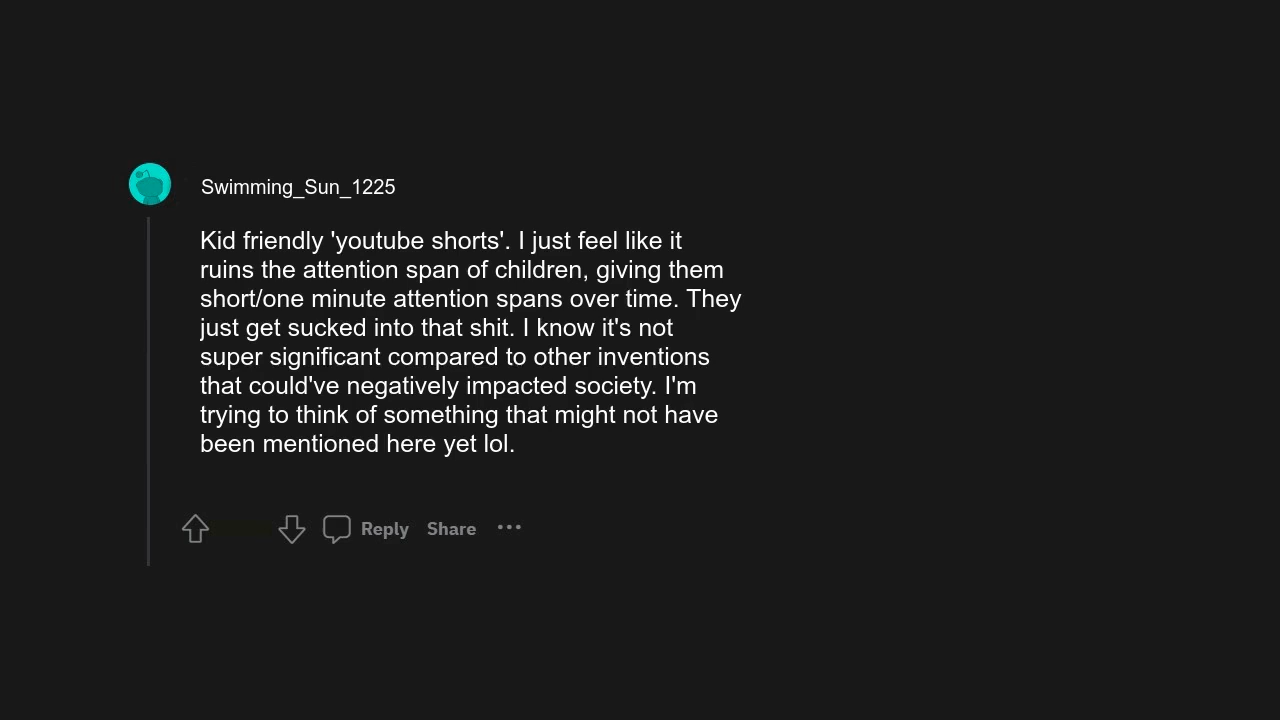 Swimming_Sun_1225
Kid friendly 'youtube shorts'. I just feel like it
ruins the attention span of children, giving them
short/one minute attention spans over time. They
just get sucked into that shit. I know it's not
super significant compared to other inventions
that could've negatively impacted society. I'm
trying to think of something that might not have
been mentioned here yet lol.
Reply Share